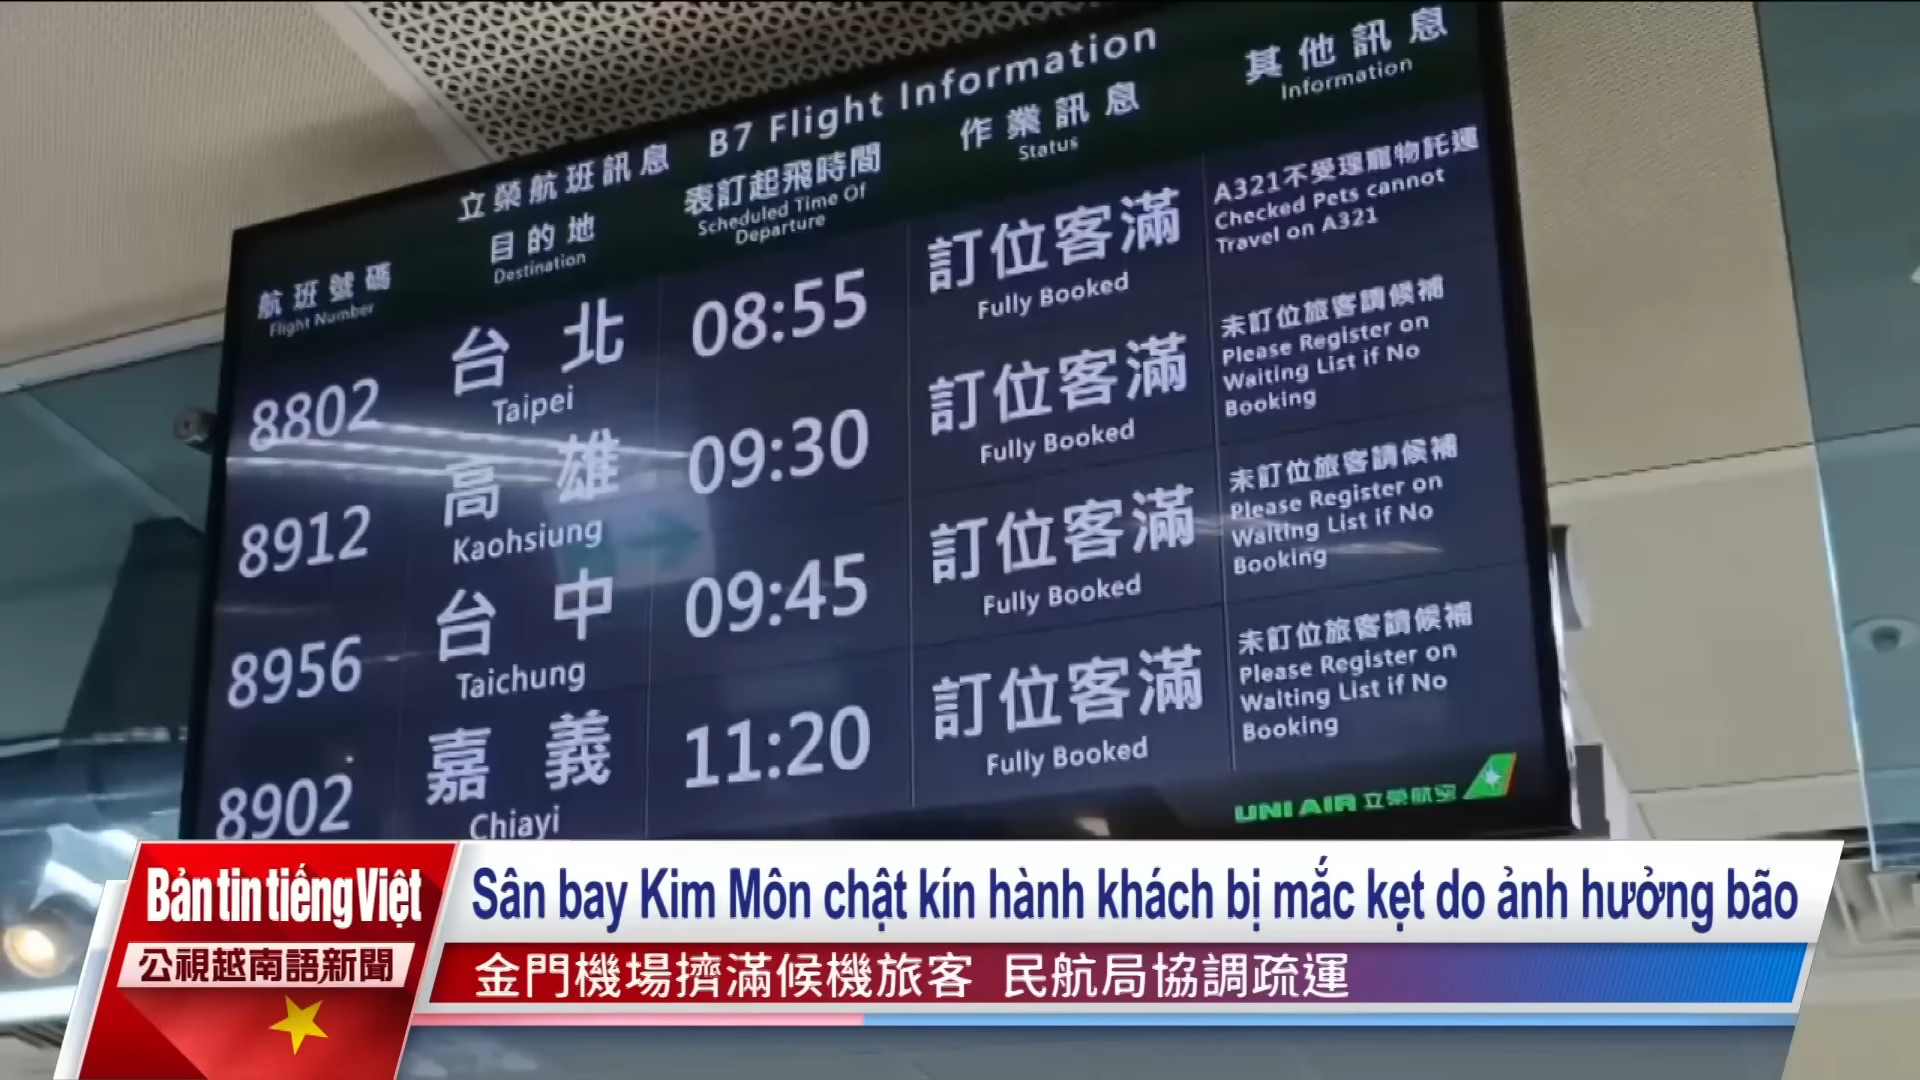 立榮航班訊息 B7 Flight Information
航班號碼 目的地 表訂起飛時間 作業訊息 其他訊息
Flight Number Destination Scheduled Time Of Departure Status Information
8802 台北 08:55 訂位客滿 A321不受理寵物託運
Taipei Fully Booked Checked Pets cannot
Travel on A321
8912 高雄 09:30 訂位客滿 未訂位旅客請候補
Kaohsiung Fully Booked Please Register on
Waiting List if No
Booking
8956 台中 09:45 訂位客滿 未訂位旅客請候補
Taichung Fully Booked Please Register on
Waiting List if No
Booking
8902 嘉義 11:20 訂位客滿 未訂位旅客請候補
Chiayi Fully Booked Please Register on
Waiting List if No
Booking
UNI AIR 立榮航空
Bản tin tiếng Việt
公視越南語新聞
Sân bay Kim Môn chật kín hành khách bị mắc kẹt do ảnh hưởng bão
金門機場擠滿候機旅客 民航局協調疏運